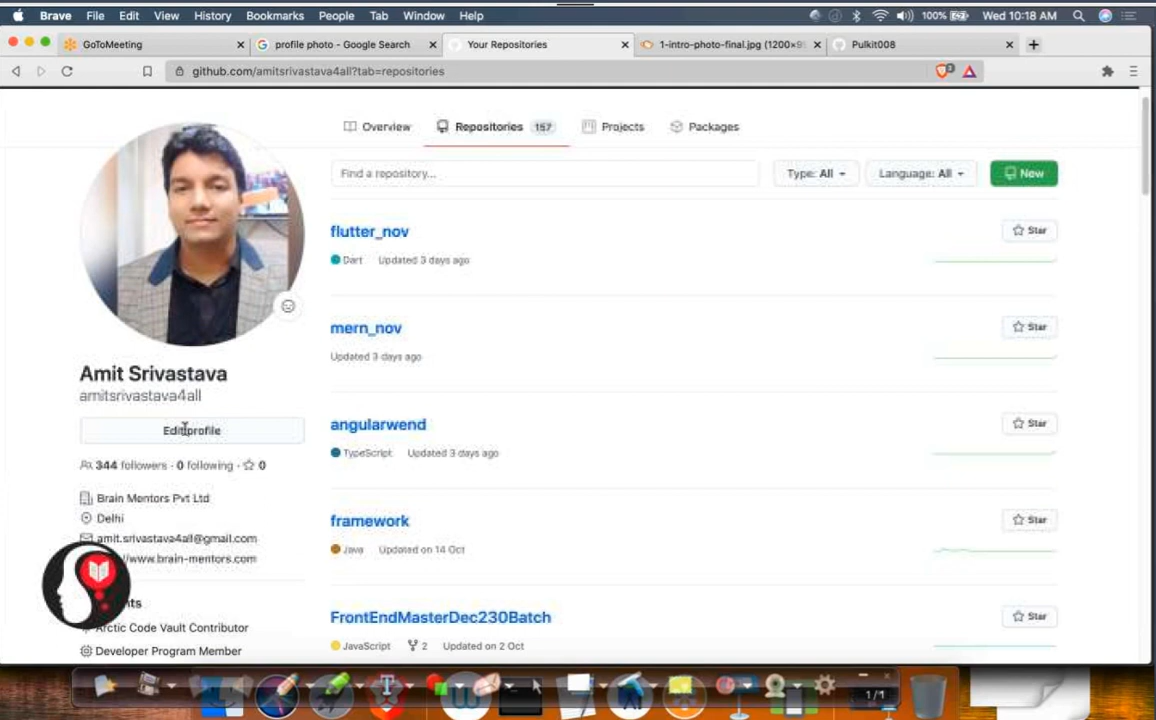 Brave File Edit View History Bookmarks People Tab Window Help 100% Wed 10:18 AM
GoToMeeting profile photo - Google Search Your Repositories 1-intro-photo-final.jpg (1200×9 Pulkit008
github.com/amitsrivastava4all?tab=repositories
Overview Repositories 157 Projects Packages
Find a repository... Type: All Language: All New
flutter_nov Star
Dart Updated 3 days ago
mern_nov Star
Updated 3 days ago
Amit Srivastava
amitsrivastava4all
Edit profile
angularwend Star
TypeScript Updated 3 days ago
344 followers · 0 following · 0
Brain Mentors Pvt Ltd
Delhi
amit.srivastava4all@gmail.com
/www.brain-mentors.com
framework Star
Java Updated on 14 Oct
nts
Arctic Code Vault Contributor
Developer Program Member
FrontEndMasterDec230Batch Star
JavaScript 2 Updated on 2 Oct
1/1